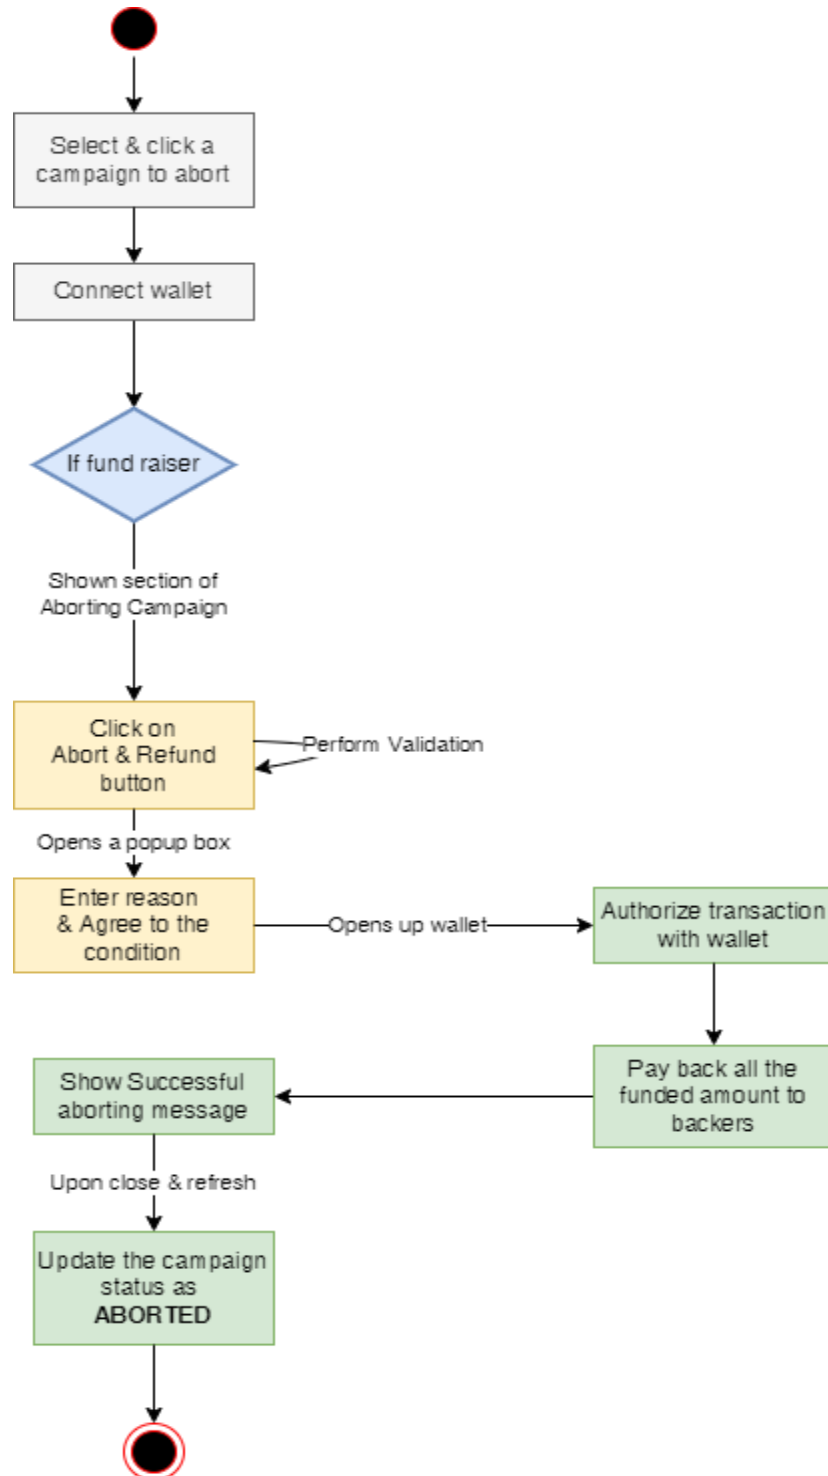 Select & click a
campaign to abort
Connect wallet
If fund raiser
Shown section of
Aborting Campaign
Click on
Abort & Refund
button
Perform Validation
Opens a popup box
Enter reason
& Agree to the
condition
Opens up wallet
Authorize transaction
with wallet
Pay back all the
funded amount to
backers
Show Successful
aborting message
Upon close & refresh
Update the campaign
status as
ABORTED